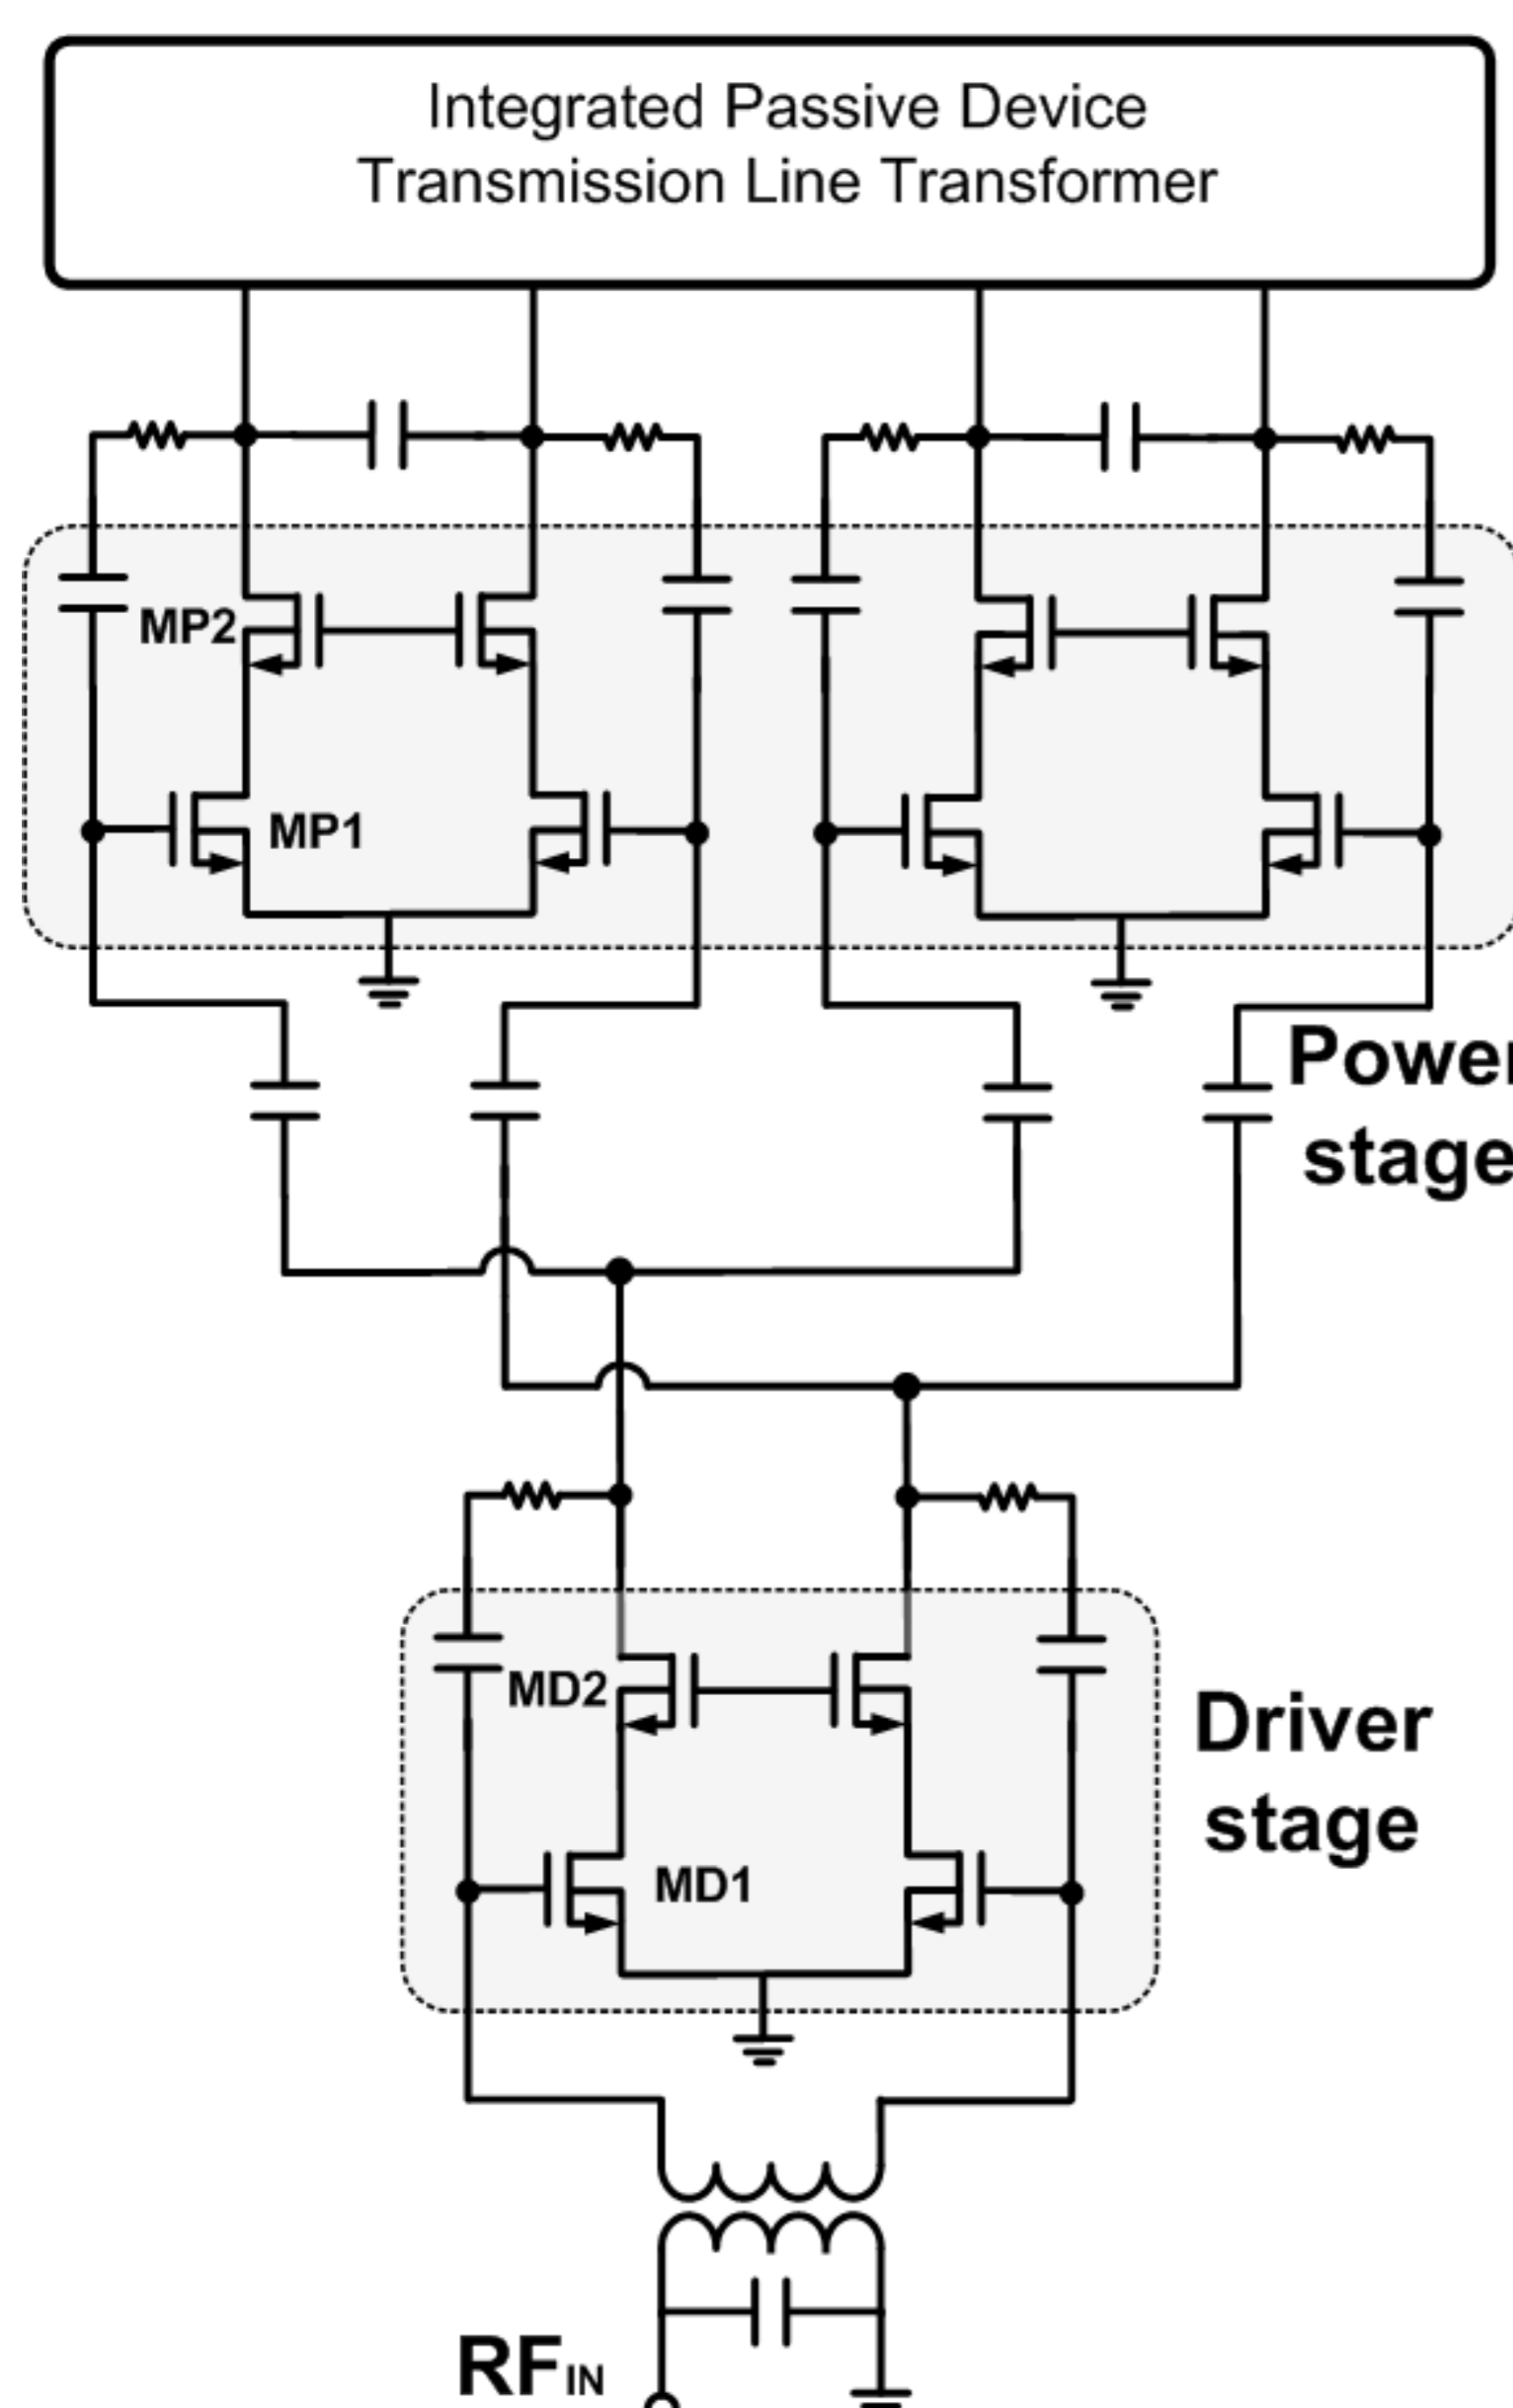 Integrated Passive Device
Transmission Line Transformer
MP2
MP1
Power
stage
MD2
Driver
stage
MD1
RFIN